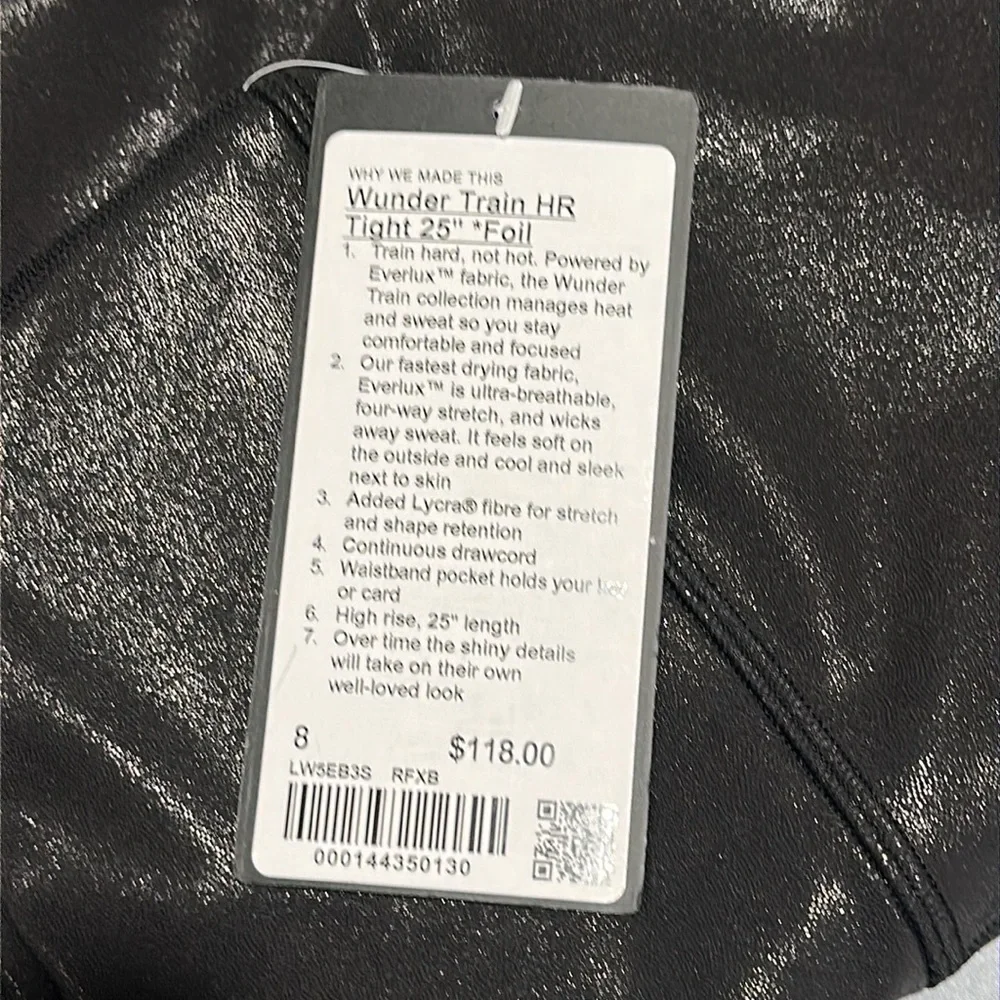 WHY WE MADE THIS
Wunder Train HR
Tight 25" *Foil
1. Train hard, not hot. Powered by
Everlux™ fabric, the Wunder
Train collection manages heat
and sweat so you stay
comfortable and focused
2. Our fastest drying fabric,
Everlux™ is ultra-breathable,
four-way stretch, and wicks
away sweat. It feels soft on
the outside and cool and sleek
next to skin
3. Added Lycra® fibre for stretch
and shape retention
4. Continuous drawcord
5. Waistband pocket holds your
or card
6. High rise, 25" length
7. Over time the shiny details
will take on their own
well-loved look
8 $118.00
LW5EB3S RFXB
000144350130